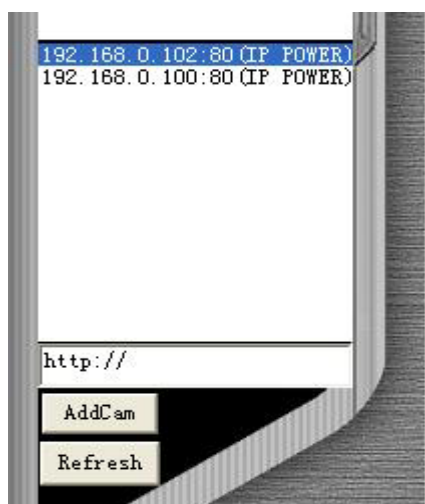 192.168.0.102:80(IP POWER)
192.168.0.100:80(IP POWER)
http://
AddCam
Refresh